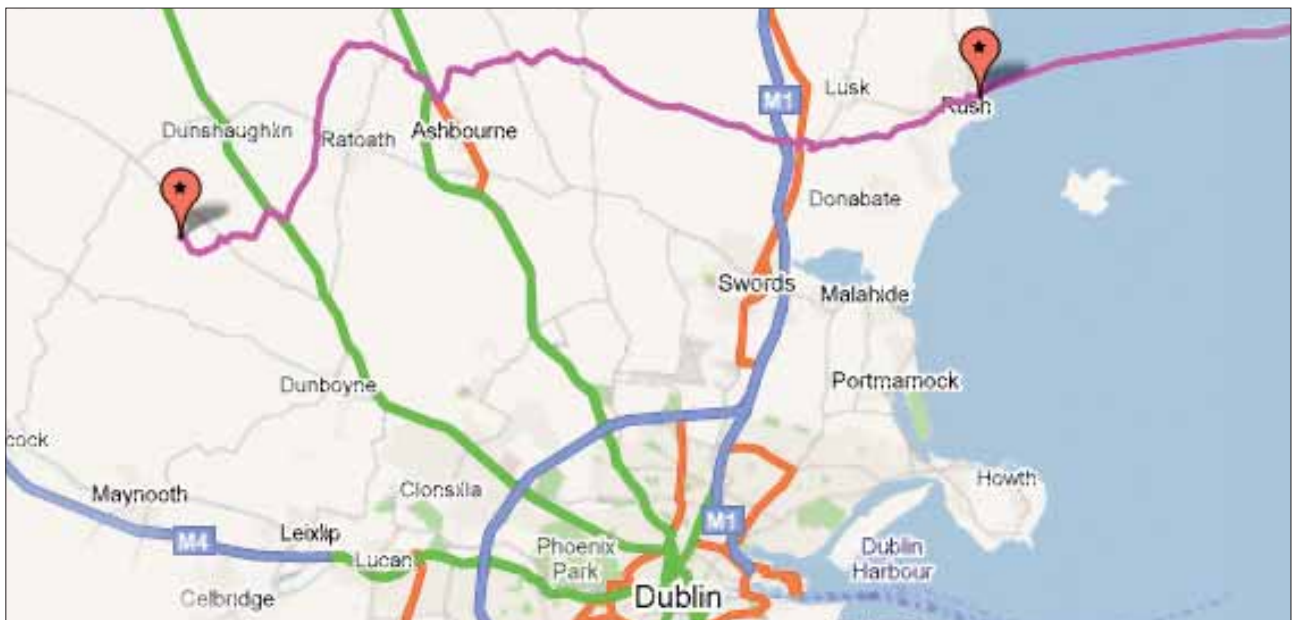 M1
Lusk
Rush
Dunshaughlin
Ratoath
Ashbourne
Donabate
Swords
Malahide
Dunboyne
Portmarnock
cock
Maynooth
Clonsilla
Howth
M4
Leixlip
M1
Lucan
Phoenix
Park
Dublin
Harbour
Celbridge
Dublin